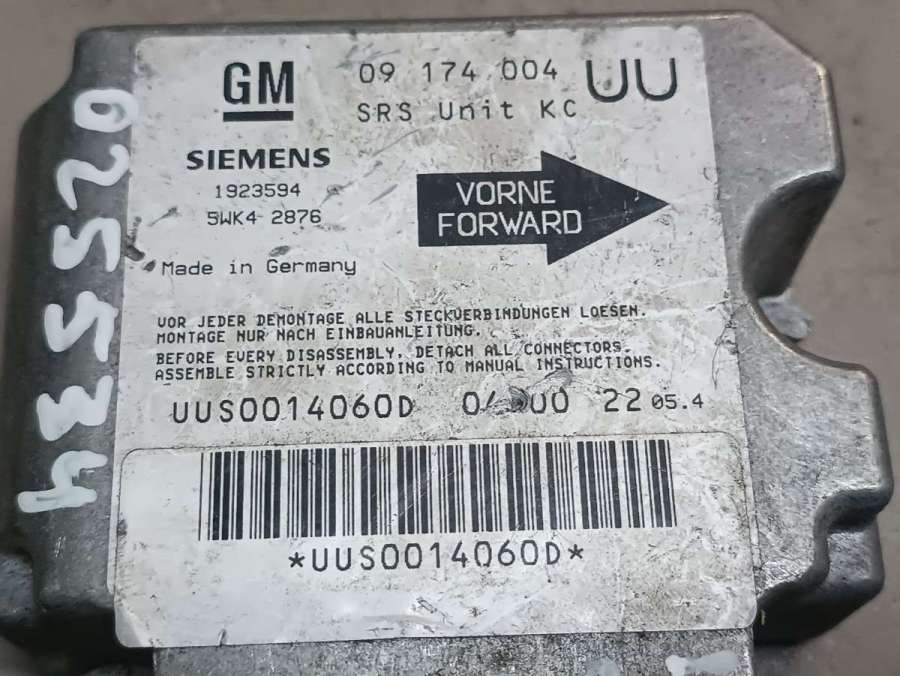 GM
09 174 004
UU
SRS Unit KC
SIEMENS
1923594
5WK4 2876
VORNE
FORWARD
Made in Germany
VOR JEDER DEMONTAGE ALLE STECKVERBINDUNGEN LOESEN.
MONTAGE NUR NACH EINBAUANLEITUNG.
BEFORE EVERY DISASSEMBLY, DETACH ALL CONNECTORS.
ASSEMBLE STRICTLY ACCORDING TO MANUAL INSTRUCTIONS.
UUS0014060D 22 05.4
*UUS0014060D*